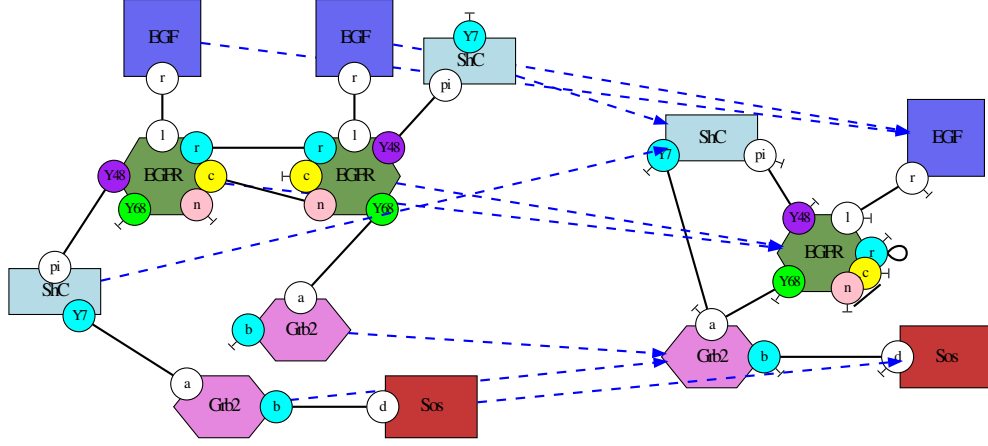 EGF
EGF
Y7
ShC
r
r
pi
l
r
r
l
Y48
Y48
EGFR
c
c
EGFR
Y68
n
n
Y68
pi
ShC
Y7
a
b
Grb2
a
Grb2
b
d
Sos
ShC
EGF
Y7
pi
r
Y48
l
EGFR
r
c
Y68
n
a
Grb2
b
d
Sos